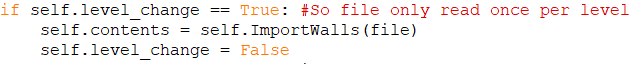 if self.level_change == True: #So file only read once per level
    self.contents = self.ImportWalls(file)
    self.level_change = False